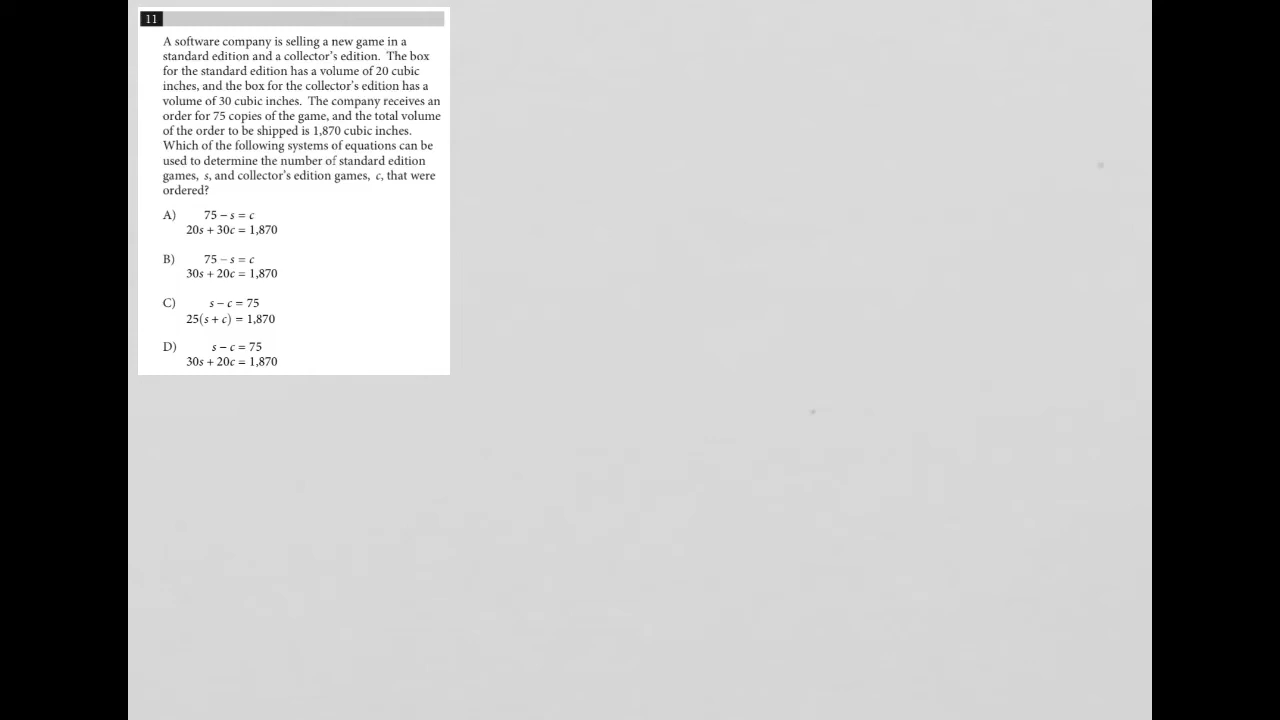 11
A software company is selling a new game in a
standard edition and a collector’s edition. The box
for the standard edition has a volume of 20 cubic
inches, and the box for the collector’s edition has a
volume of 30 cubic inches. The company receives an
order for 75 copies of the game, and the total volume
of the order to be shipped is 1,870 cubic inches.
Which of the following systems of equations can be
used to determine the number of standard edition
games, s, and collector’s edition games, c, that were
ordered?
A) 75 − s = c
20s + 30c = 1,870
B) 75 − s = c
30s + 20c = 1,870
C) s − c = 75
25(s + c) = 1,870
D) s − c = 75
30s + 20c = 1,870